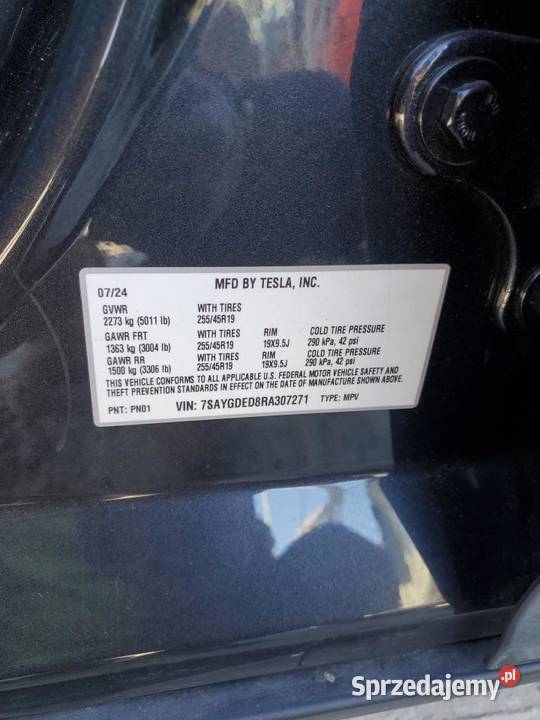 MFD BY TESLA, INC.
07/24
GVWR WITH TIRES
2273 kg (5011 lb) 255/45R19
GAWR FRT WITH TIRES RIM COLD TIRE PRESSURE
1363 kg (3004 lb) 255/45R19 19X9.5J 290 kPa, 42 psi
GAWR RR WITH TIRES RIM COLD TIRE PRESSURE
1500 kg (3306 lb) 255/45R19 19X9.5J 290 kPa, 42 psi
THIS VEHICLE CONFORMS TO ALL APPLICABLE U.S. FEDERAL MOTOR VEHICLE SAFETY AND
THEFT PREVENTION STANDARDS IN EFFECT ON THE DATE OF MANUFACTURE SHOWN ABOVE.
PNT: PN01 VIN: 7SAYGDED8RA307271 TYPE: MPV
Sprzedajemy.pl